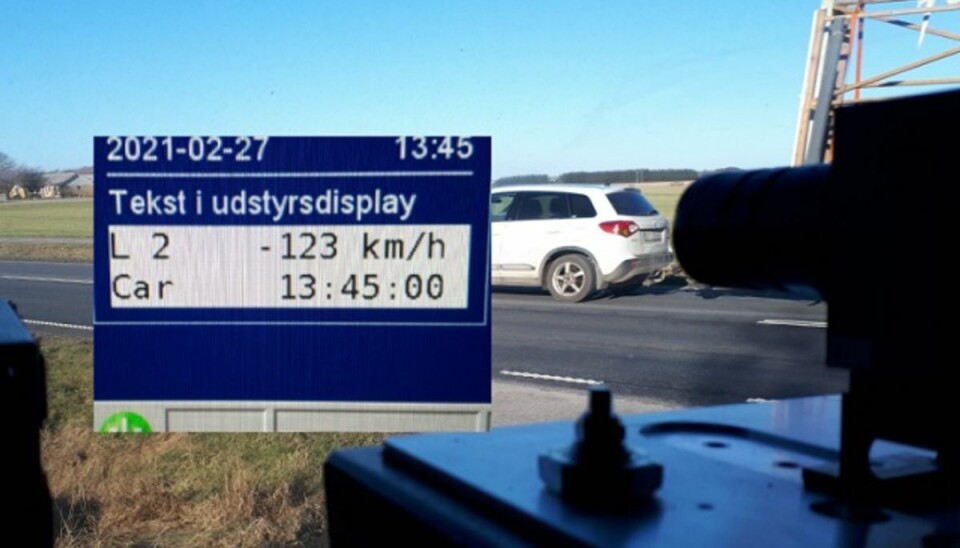 2021-02-27 13:45
Tekst i udstyrsdisplay
L 2 -123 km/h
Car 13:45:00